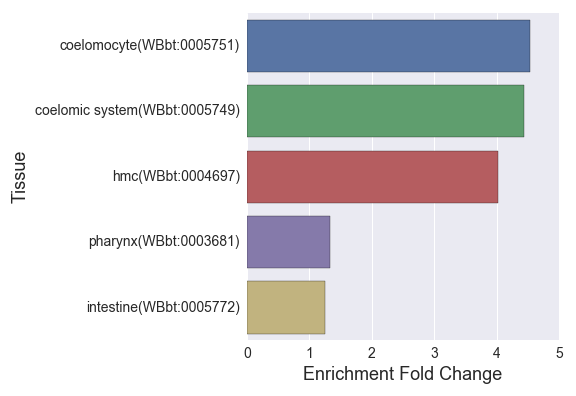 coelomocyte(WBbt:0005751)
coelomic system(WBbt:0005749)
hmc(WBbt:0004697)
pharynx(WBbt:0003681)
intestine(WBbt:0005772)
Tissue
0 1 2 3 4 5
Enrichment Fold Change